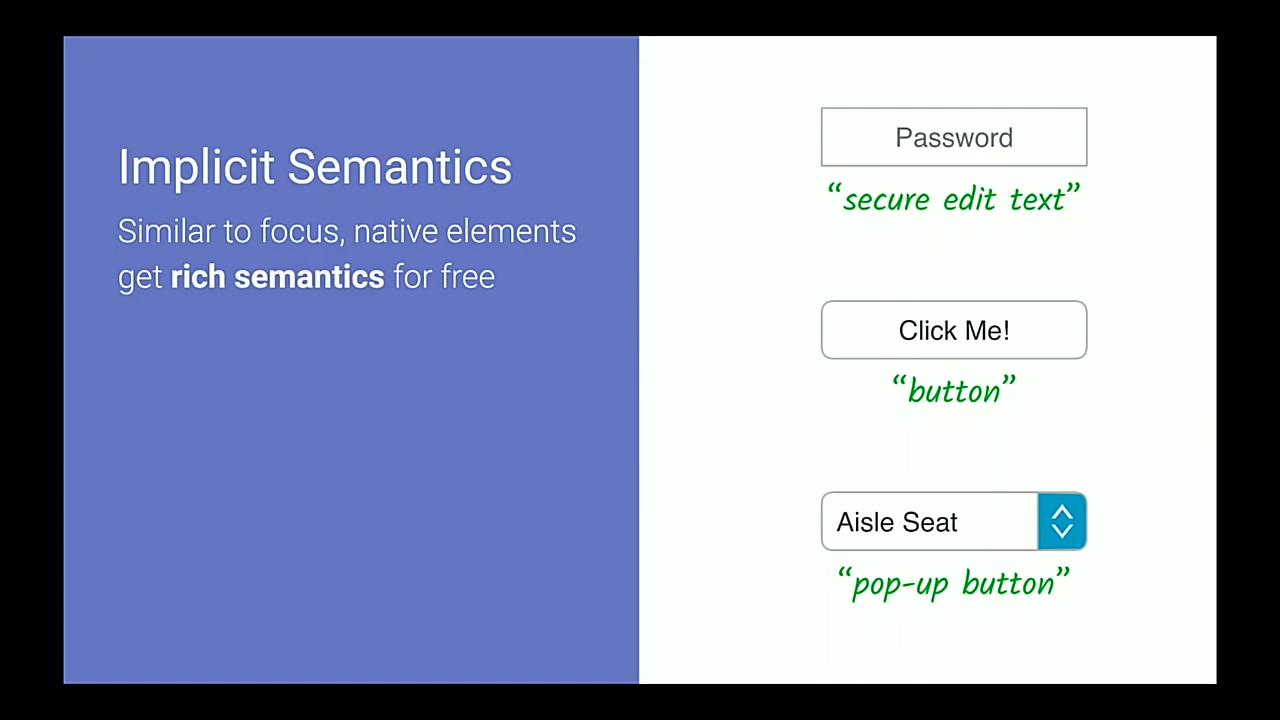 Implicit Semantics
Similar to focus, native elements
get rich semantics for free
Password
“secure edit text”
Click Me!
“button”
Aisle Seat
“pop-up button”